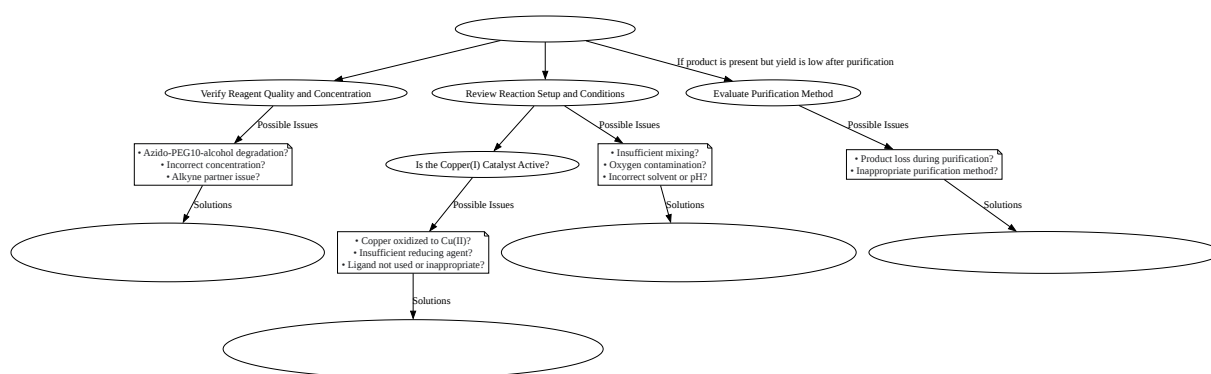 If product is present but yield is low after purification
Verify Reagent Quality and Concentration
Review Reaction Setup and Conditions
Evaluate Purification Method
Possible Issues
Possible Issues
Possible Issues
• Azido-PEG10-alcohol degradation?
• Incorrect concentration?
• Alkyne partner issue?
Is the Copper(I) Catalyst Active?
• Insufficient mixing?
• Oxygen contamination?
• Incorrect solvent or pH?
• Product loss during purification?
• Inappropriate purification method?
Solutions
Possible Issues
Solutions
Solutions
• Copper oxidized to Cu(II)?
• Insufficient reducing agent?
• Ligand not used or inappropriate?
Solutions